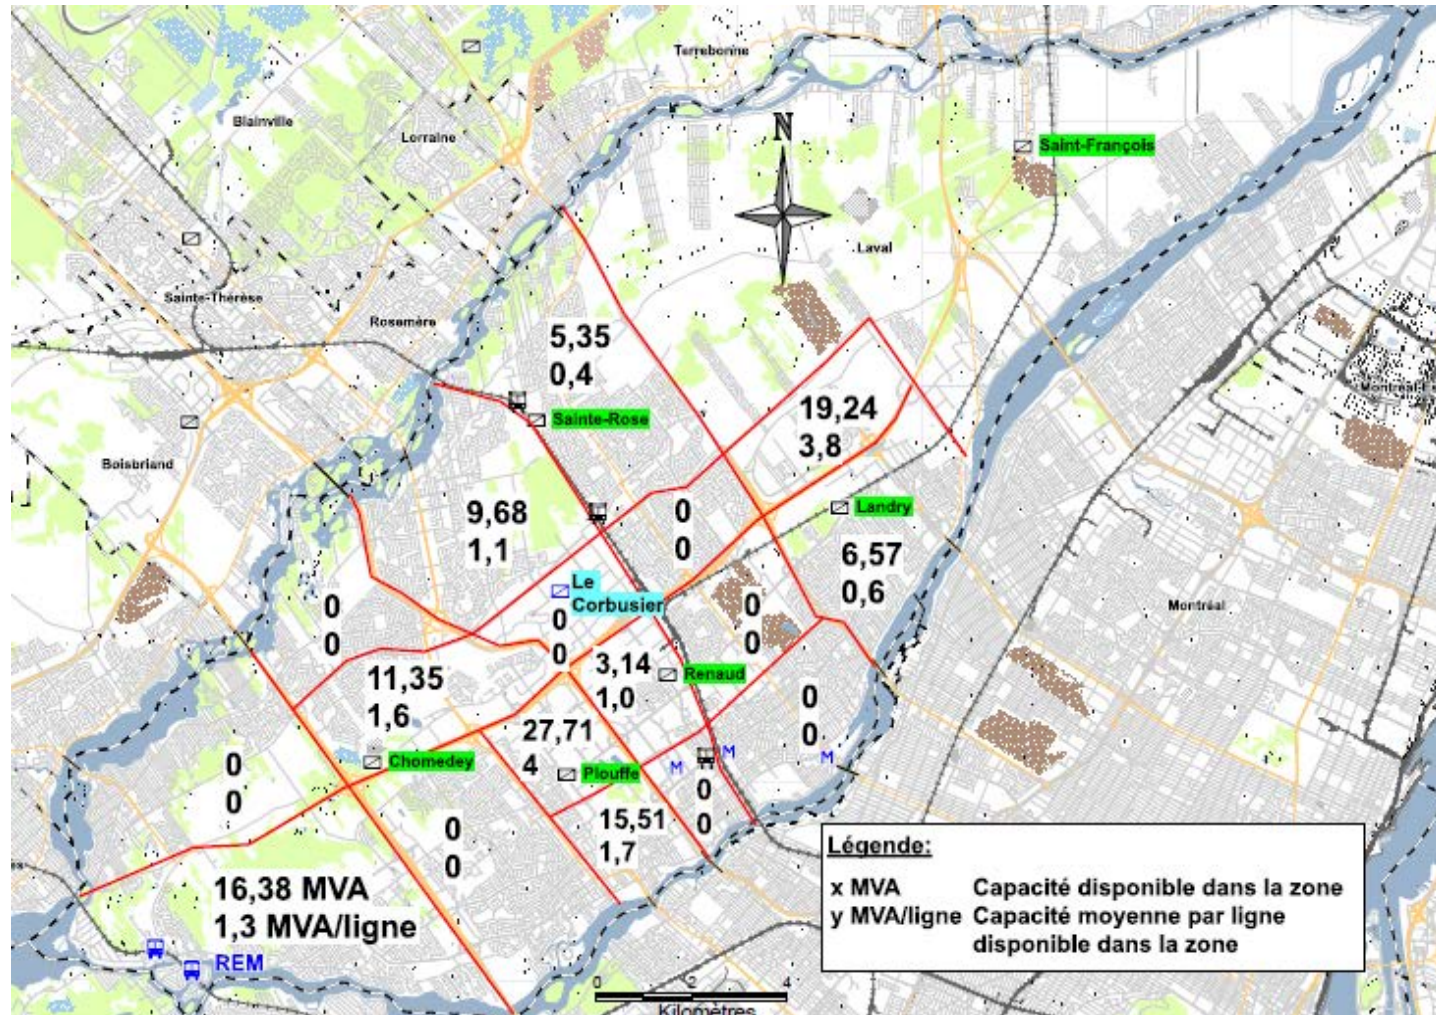 Terrebonne
Blainville
Lorraine
N
Saint-François
Laval
Sainte-Thérèse
Rosemère
5,35
0,4
Sainte-Rose
19,24
3,8
Boisbriand
9,68
1,1
0
0
Landry
6,57
0,6
Le
Corbusier
0
0
0
0
0
0
Montréal
3,14
1,0
Renaud
11,35
1,6
0
0
27,71
4
Chomedey
Plouffe
M
M
M
0
0
0
0
15,51
1,7
0
0
16,38 MVA
1,3 MVA/ligne
REM
Légende:
x MVA Capacité disponible dans la zone
y MVA/ligne Capacité moyenne par ligne
disponible dans la zone
0 2 4
Kilomètres